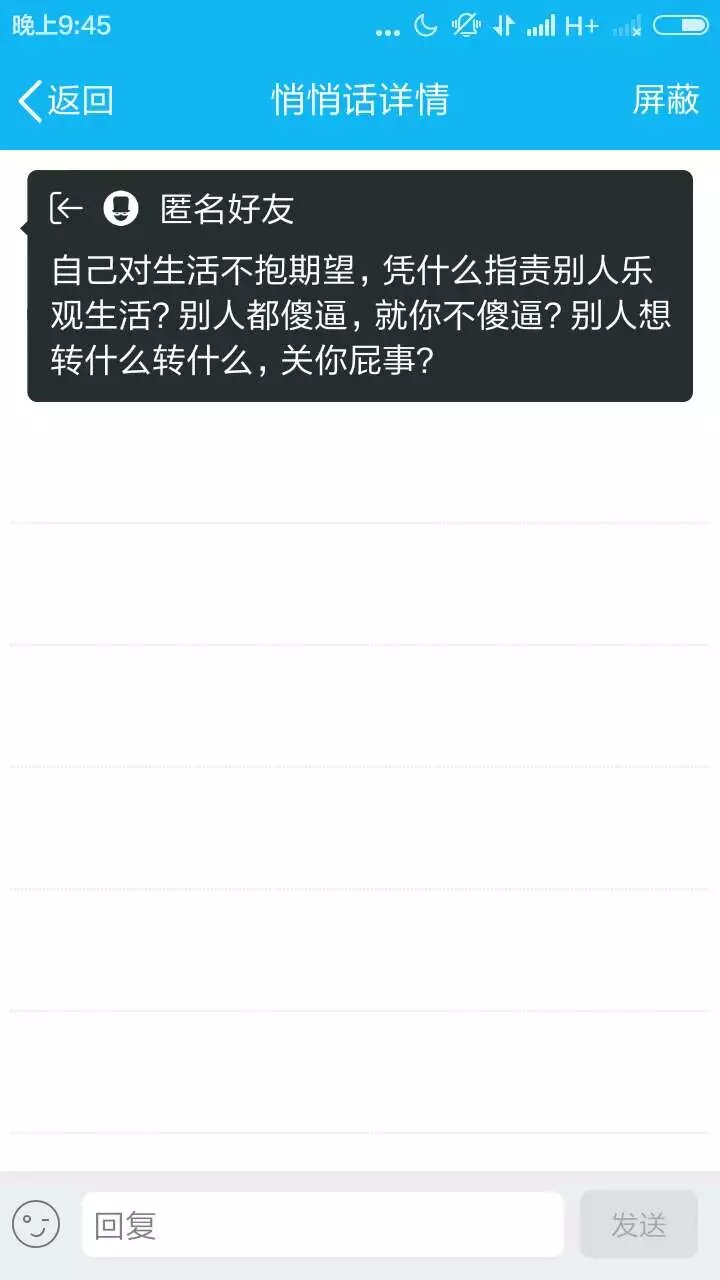 晚上9:45
... H+
返回 悄悄话详情 屏蔽
匿名好友
自己对生活不抱期望，凭什么指责别人乐
观生活？别人都傻逼，就你不傻逼？别人想
转什么转什么，关你屁事？
回复 发送